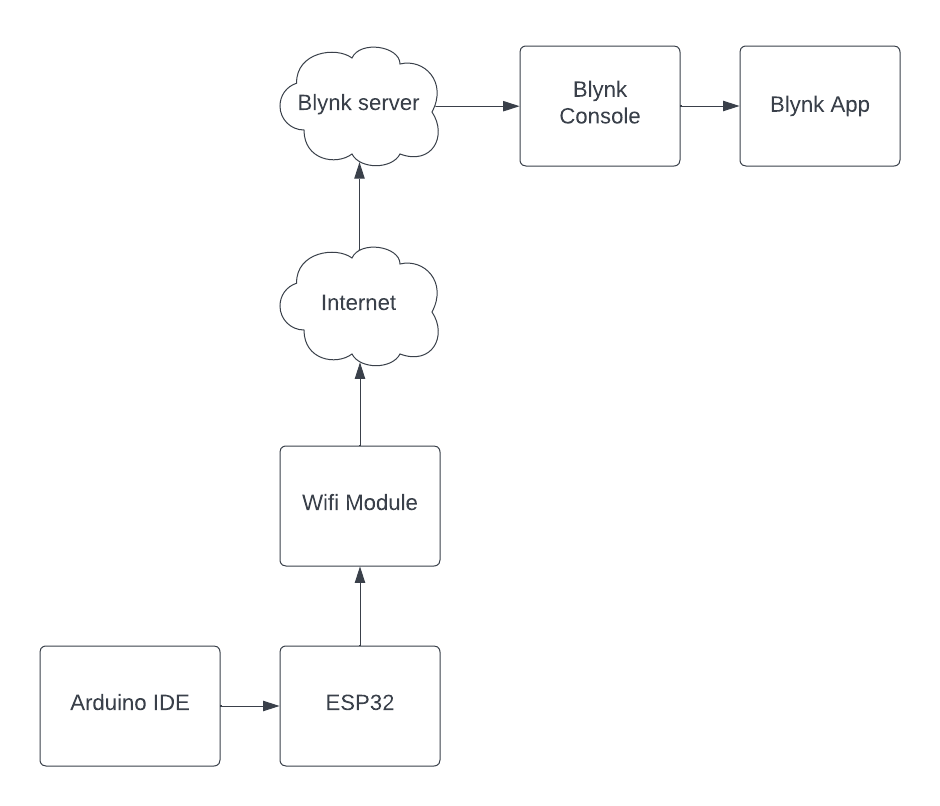 Blynk server
Blynk
Console
Blynk App
Internet
Wifi Module
Arduino IDE
ESP32